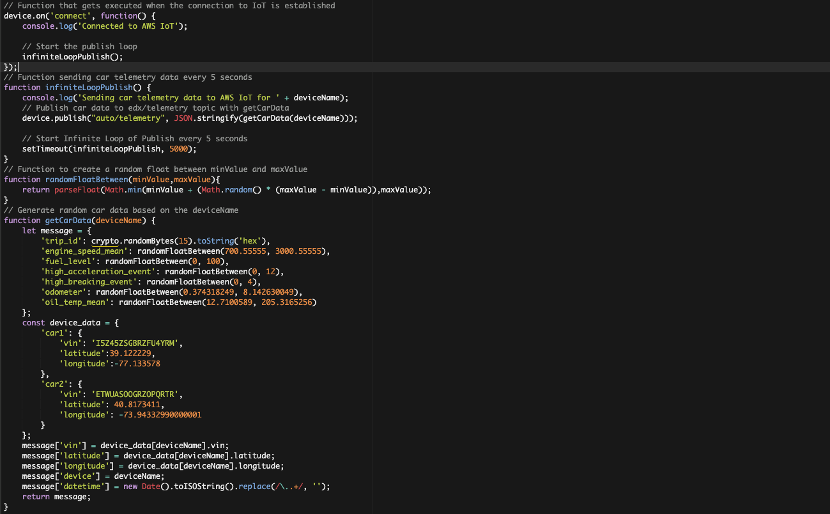 // Function that gets executed when the connection to IoT is established
device.on('connect', function() {
    console.log('Connected to AWS IoT');

    // Start the publish loop
    infiniteLoopPublish();
});
// Function sending car telemetry data every 5 seconds
function infiniteLoopPublish() {
    console.log('Sending car telemetry data to AWS IoT for ' + deviceName);
    // Publish car data to edx/telemetry topic with getCarData
    device.publish("auto/telemetry", JSON.stringify(getCarData(deviceName)));

    // Start Infinite Loop of Publish every 5 seconds
    setTimeout(infiniteLoopPublish, 5000);
}
// Function to create a random float between minValue and maxValue
function randomFloatBetween(minValue,maxValue){
    return parseFloat(Math.min(minValue + (Math.random() * (maxValue - minValue)),maxValue));
}
// Generate random car data based on the deviceName
function getCarData(deviceName) {
    let message = {
        'trip_id': crypto.randomBytes(15).toString('hex'),
        'engine_speed_mean': randomFloatBetween(700.55555, 3000.55555),
        'fuel_level': randomFloatBetween(0, 100),
        'high_acceleration_event': randomFloatBetween(0, 12),
        'high_breaking_event': randomFloatBetween(0, 4),
        'odometer': randomFloatBetween(0.374318249, 8.142630049),
        'oil_temp_mean': randomFloatBetween(12.7100589, 205.3165256)
    };
    const device_data = {
        'car1': {
            'vin': 'I5Z45ZSGBRZFU4YRM',
            'latitude':39.122229,
            'longitude':-77.133578
        },
        'car2': {
            'vin': 'ETWUASOOGRZOPQRTR',
            'latitude': 40.8173411,
            'longitude': -73.94332990000001
        }
    };
    message['vin'] = device_data[deviceName].vin;
    message['latitude'] = device_data[deviceName].latitude;
    message['longitude'] = device_data[deviceName].longitude;
    message['device'] = deviceName;
    message['datetime'] = new Date().toISOString().replace(/\..+/, '');
    return message;
}